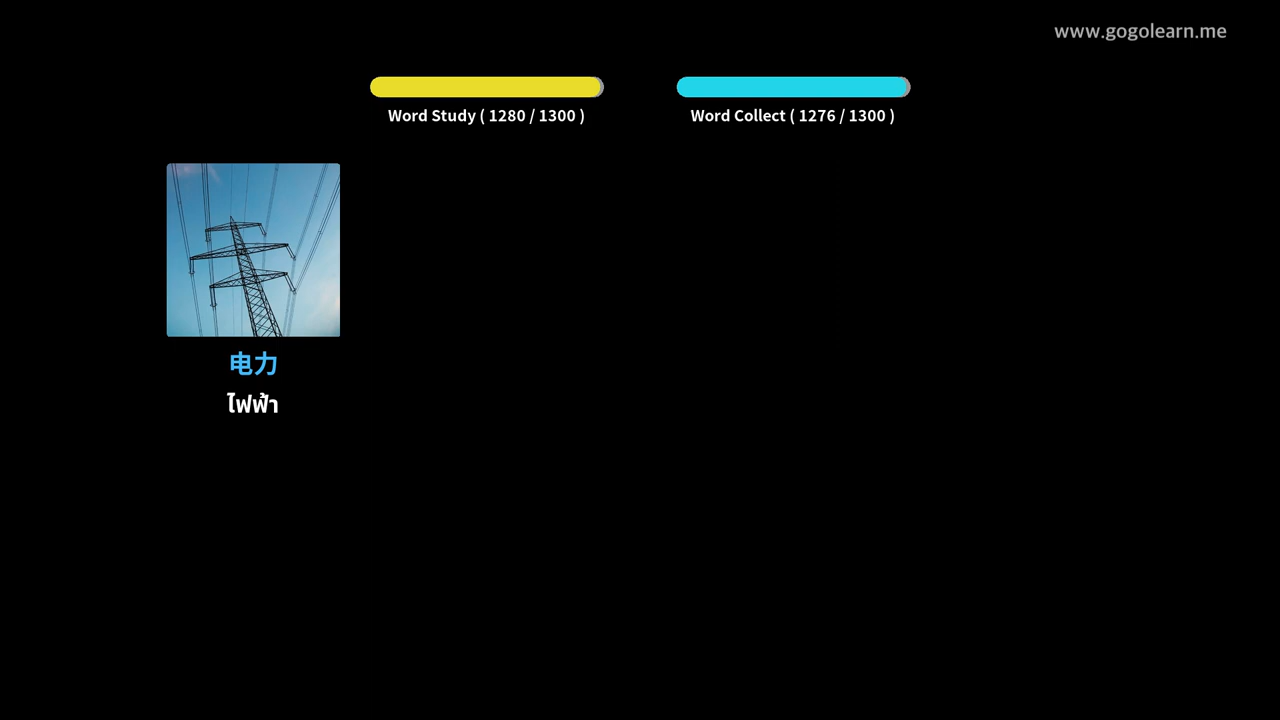 www.gogolearn.me
Word Study ( 1280 / 1300 )
Word Collect ( 1276 / 1300 )
电力
ไฟฟ้า